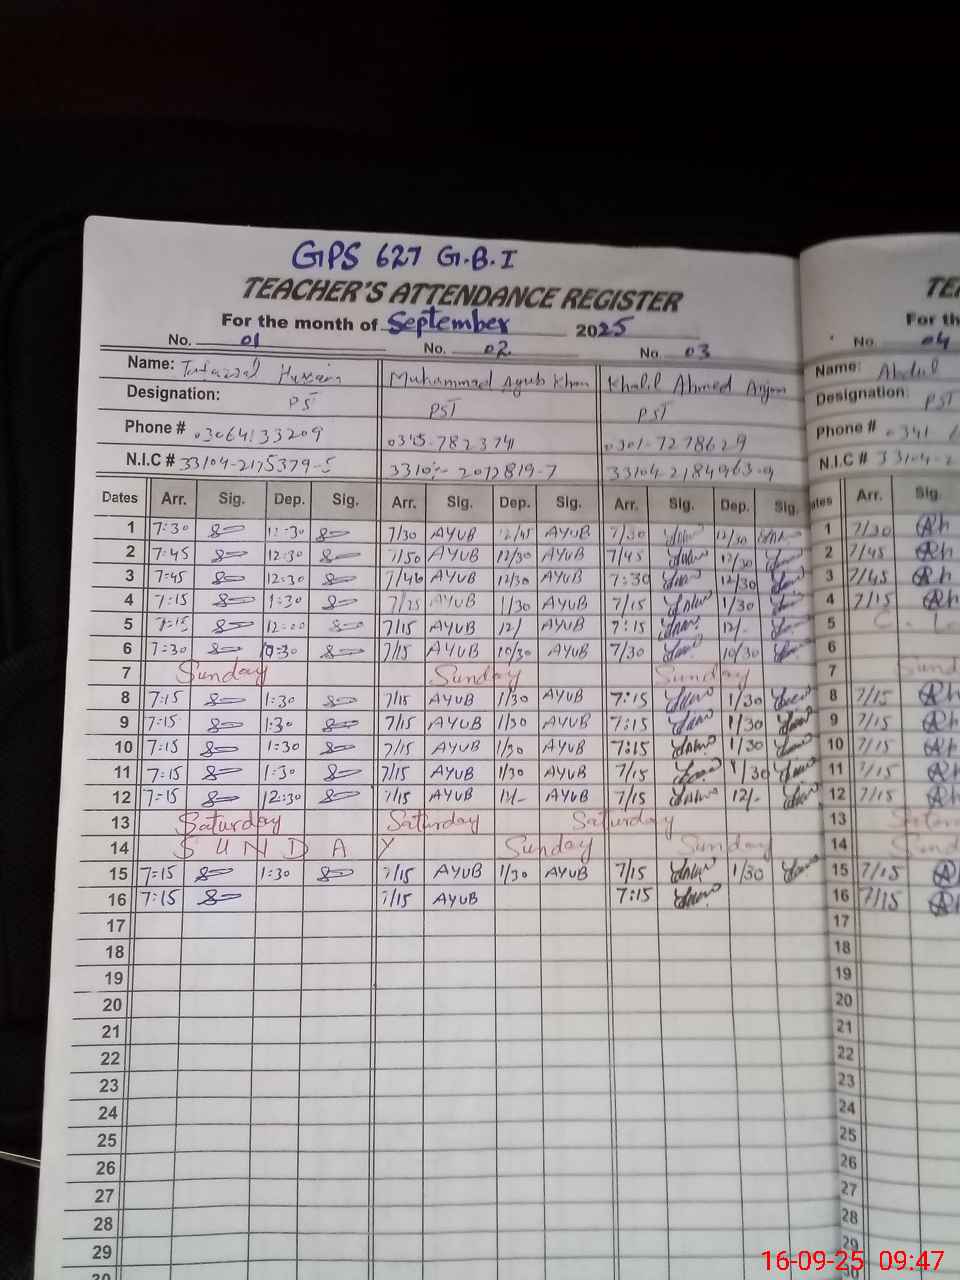 GPS 627 G.B.I
TEACHER'S ATTENDANCE REGISTER
For the month of September 2025
No. 01 No. 02 No. 03
Name: Hussain Muhammad Ayub Khan Khalil Ahmed Anjum
Designation: PST PST PST
Phone # 03064133209 0345-7823741 0301-7278629
N.I.C # 33104-2175379-5 2072819-7 33104-2184963-9
Dates Arr. Sig. Dep. Sig. Arr. Sig. Dep. Sig. Arr. Sig. Dep. Sig.
1 7:30 11:30 7/30 AYUB 12/45 AYUB 7/30 12/30
2 7:45 12:30 7/50 AYUB 12/30 AYUB 7/45 12/30
3 7:45 12:30 7/46 AYUB 12/30 AYUB 7:30 12/30
4 7:15 1:30 7/25 AYUB 1/30 AYUB 7/15 1/30
5 7:15 12:00 7/15 AYUB 12/ AYUB 7:15 12/-
6 7:30 10:30 7/15 AYUB 10/30 AYUB 7/30 10/30
7 Sunday Sunday Sunday
8 7:15 1:30 7/15 AYUB 1/30 AYUB 7:15 1/30
9 7:15 1:30 7/15 AYUB 1/30 AYUB 7:15 1/30
10 7:15 1:30 7/15 AYUB 1/30 AYUB 7:15 1/30
11 7:15 1:30 7/15 AYUB 1/30 AYUB 7/15 1/30
12 7:15 12:30 7/15 AYUB 12/- AYUB 7/15 12/-
13 Saturday Saturday Saturday
14 S U N D A Y Sunday Sunday
15 7:15 1:30 7/15 AYUB 1/30 AYUB 7/15 1/30
16 7:15 7/15 AYUB 7:15
17
18
19
20
21
22
23
24
25
26
27
28
29
30
TEA
For th
No. 04
Name: Abdul
Designation: PST
Phone # 0341
N.I.C # 33104-2
ates Arr. Sig.
1 7/30
2 7/45
3 7/45
4 7/15
5
6
7 Sund
8 7/15
9 7/15
10 7/15
11 7/15
12 7/15
13 Satur
14 Sund
15 7/15
16 7/15
17
18
19
20
21
22
23
24
25
26
27
28
29
16-09-25 09:47